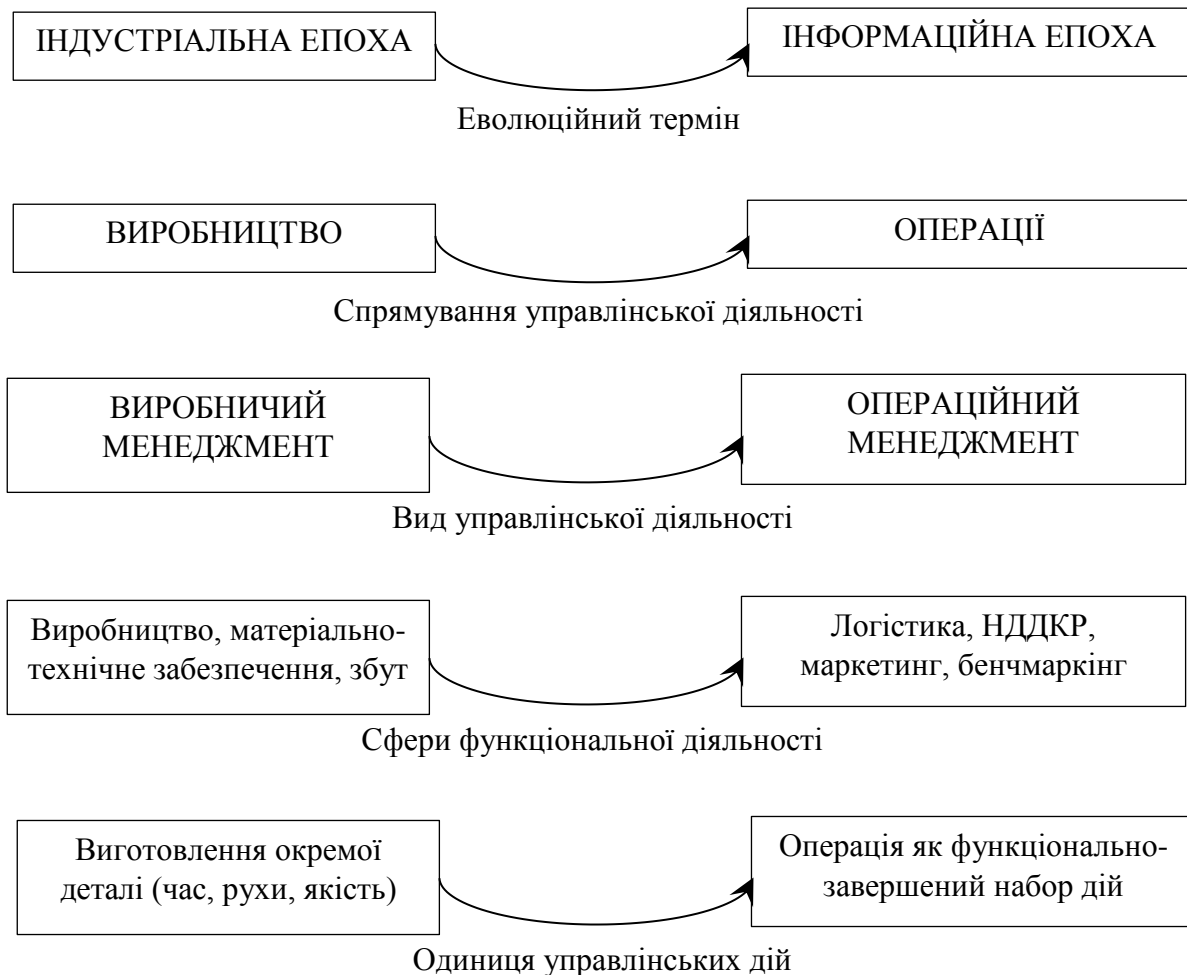 ІНДУСТРІАЛЬНА ЕПОХА
ІНФОРМАЦІЙНА ЕПОХА
Еволюційний термін
ВИРОБНИЦТВО
ОПЕРАЦІЇ
Спрямування управлінської діяльності
ВИРОБНИЧИЙ
МЕНЕДЖМЕНТ
ОПЕРАЦІЙНИЙ
МЕНЕДЖМЕНТ
Вид управлінської діяльності
Виробництво, матеріально-
технічне забезпечення, збут
Логістика, НДДКР,
маркетинг, бенчмаркінг
Сфери функціональної діяльності
Виготовлення окремої
деталі (час, рухи, якість)
Операція як функціонально-
завершений набор дій
Одиниця управлінських дій